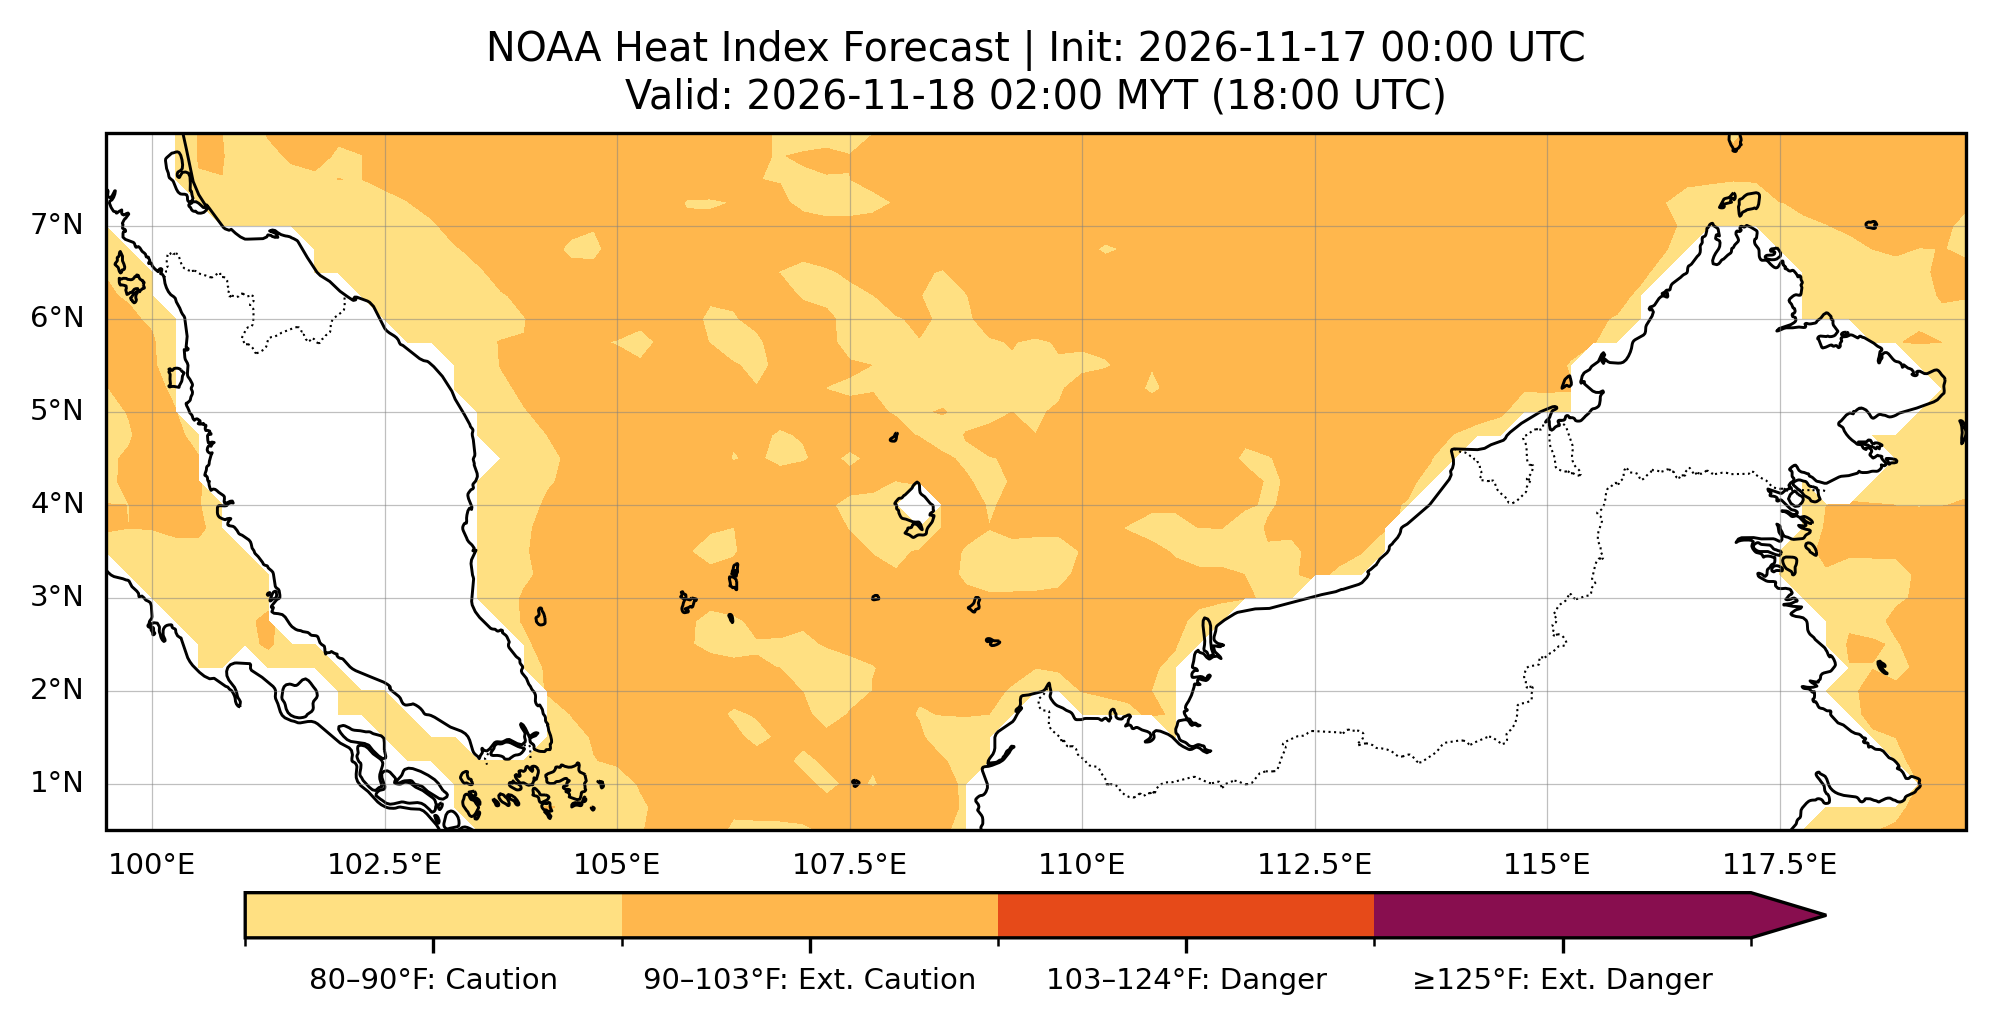 NOAA Heat Index Forecast | Init: 2026-11-17 00:00 UTC
Valid: 2026-11-18 02:00 MYT (18:00 UTC)
7°N
6°N
5°N
4°N
3°N
2°N
1°N
100°E 102.5°E 105°E 107.5°E 110°E 112.5°E 115°E 117.5°E
80–90°F: Caution 90–103°F: Ext. Caution 103–124°F: Danger ≥125°F: Ext. Danger